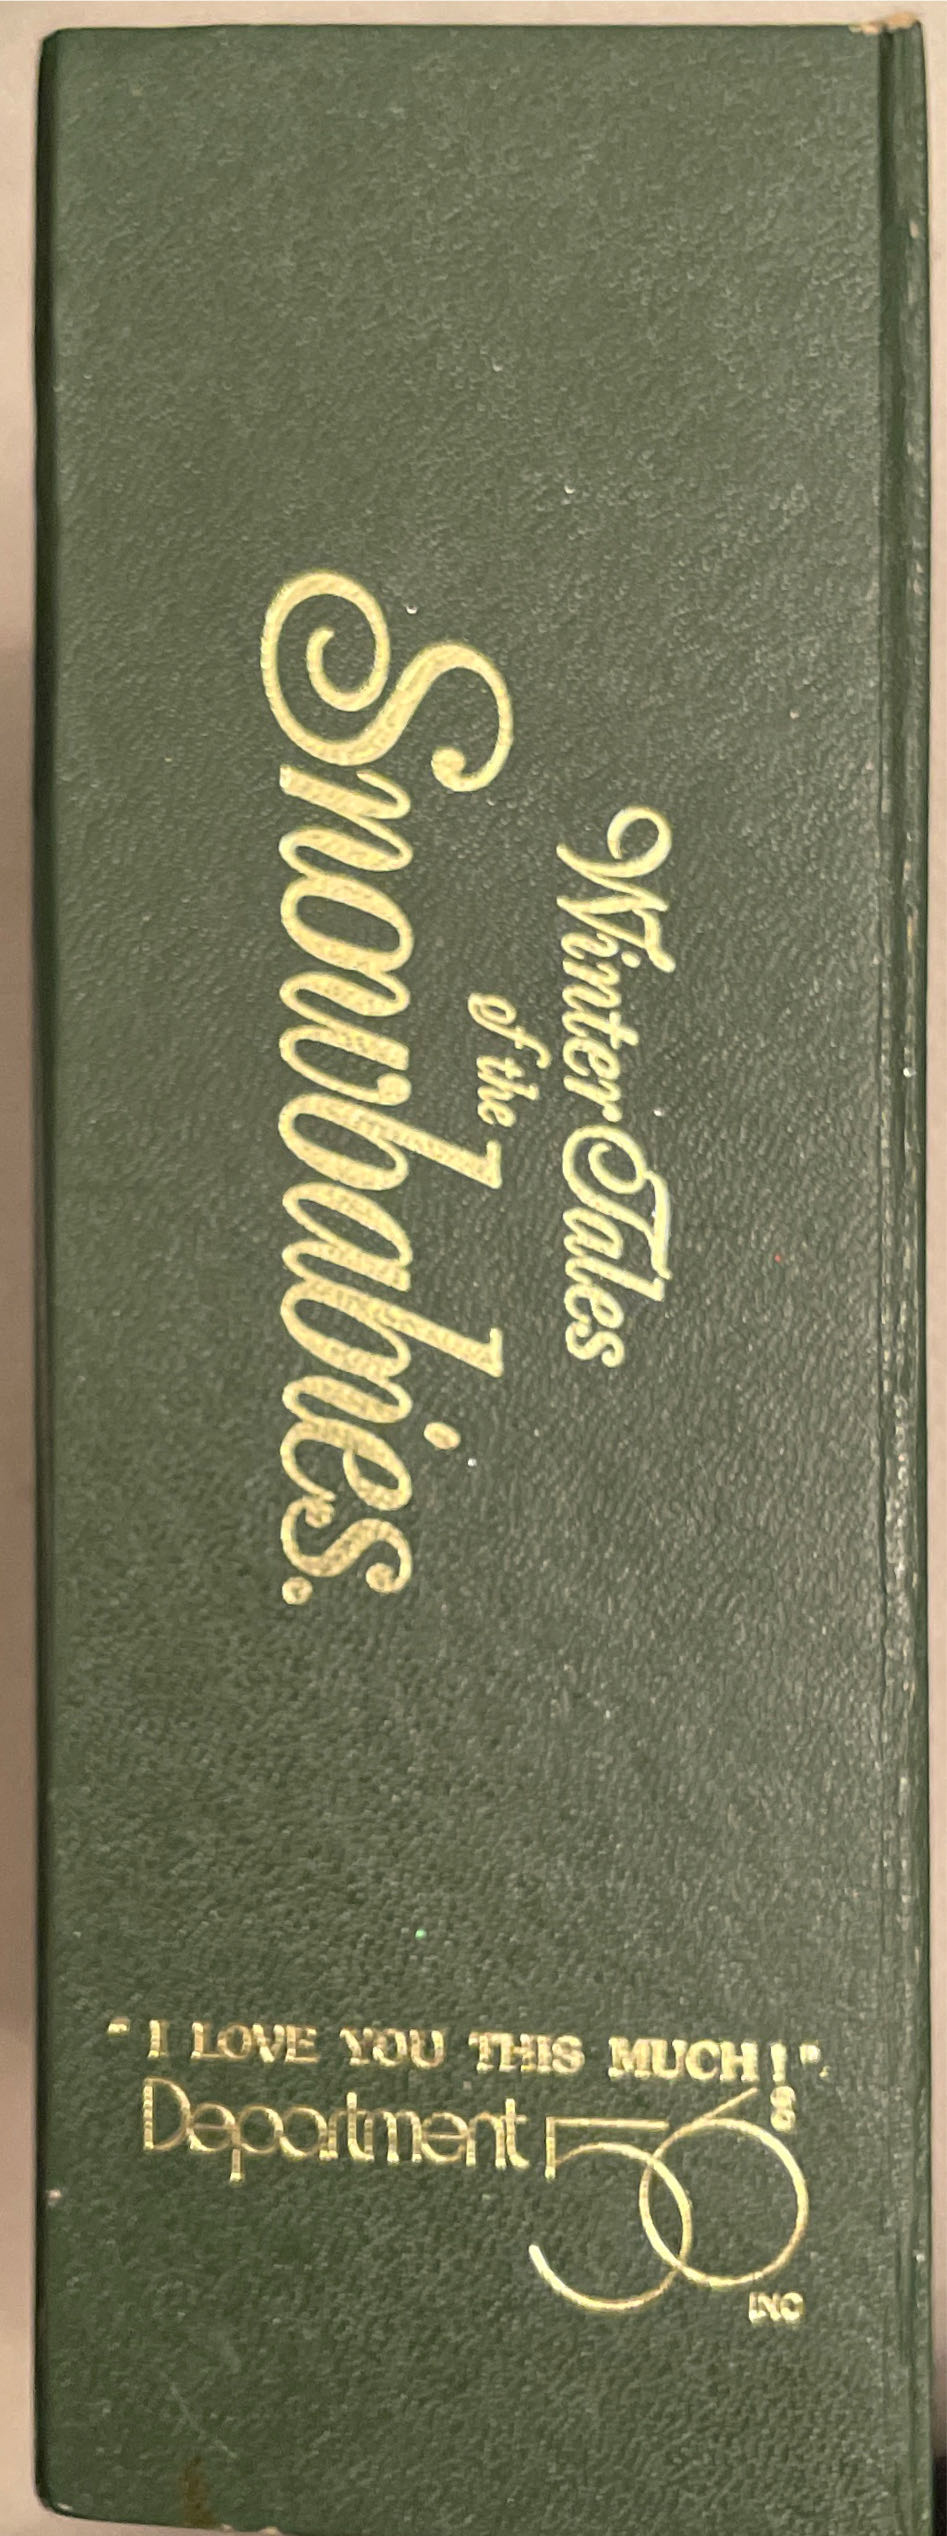 Winter Tales
of the
Snowbabies®
"I LOVE YOU THIS MUCH!"
Department 56®
INC